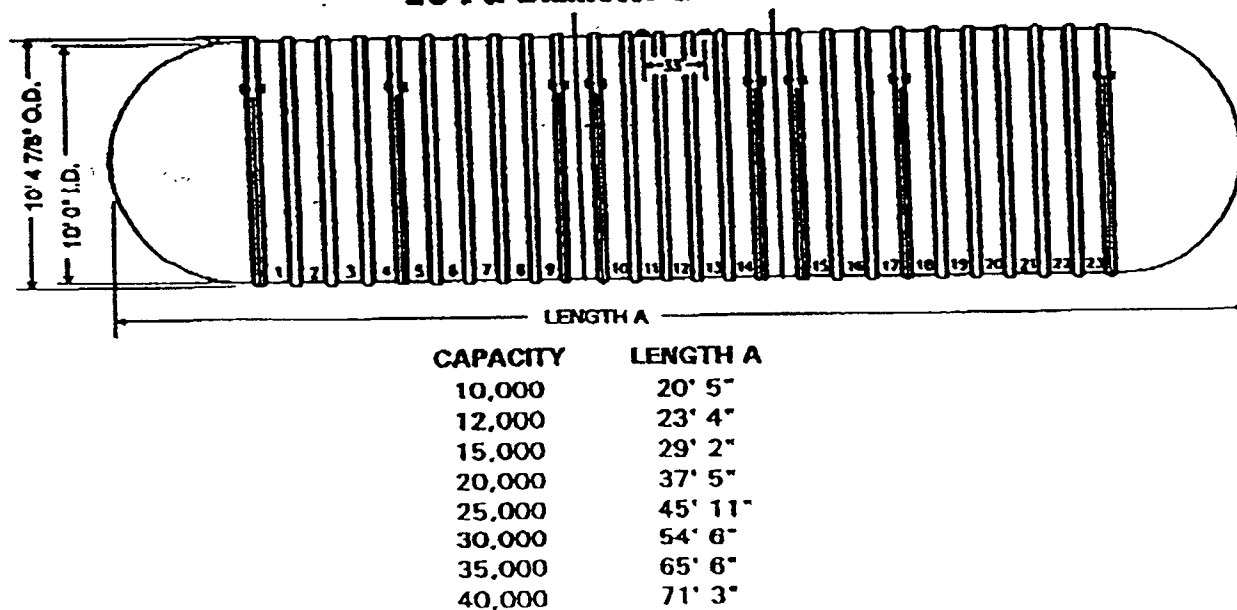 10' 4 7/8" O.D.
10' 0" I.D.
33"
1 2 3 4 5 6 7 8 9 10 11 12 13 14 15 16 17 18 19 20 21 22 23
LENGTH A
CAPACITY LENGTH A
10,000 20' 5"
12,000 23' 4"
15,000 29' 2"
20,000 37' 5"
25,000 45' 11"
30,000 54' 6"
35,000 65' 6"
40,000 71' 3"